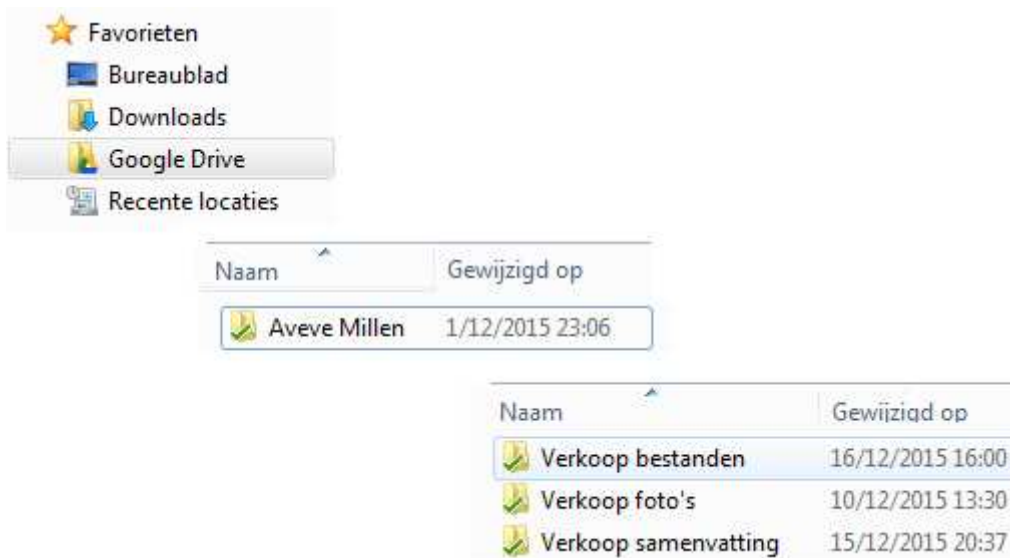 Favorieten
Bureaublad
Downloads
Google Drive
Recente locaties
Naam Gewijzigd op
Aveve Millen 1/12/2015 23:06
Naam Gewijzigd op
Verkoop bestanden 16/12/2015 16:00
Verkoop foto's 10/12/2015 13:30
Verkoop samenvatting 15/12/2015 20:37